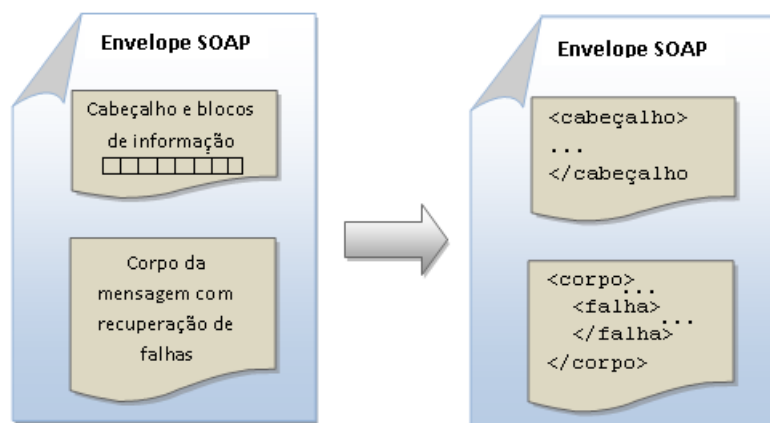 Envelope SOAP
Cabeçalho e blocos
de informação
Corpo da
mensagem com
recuperação de
falhas
Envelope SOAP
<cabeçalho>
...
</cabeçalho
<corpo>...
<falha>...
</falha>
</corpo>